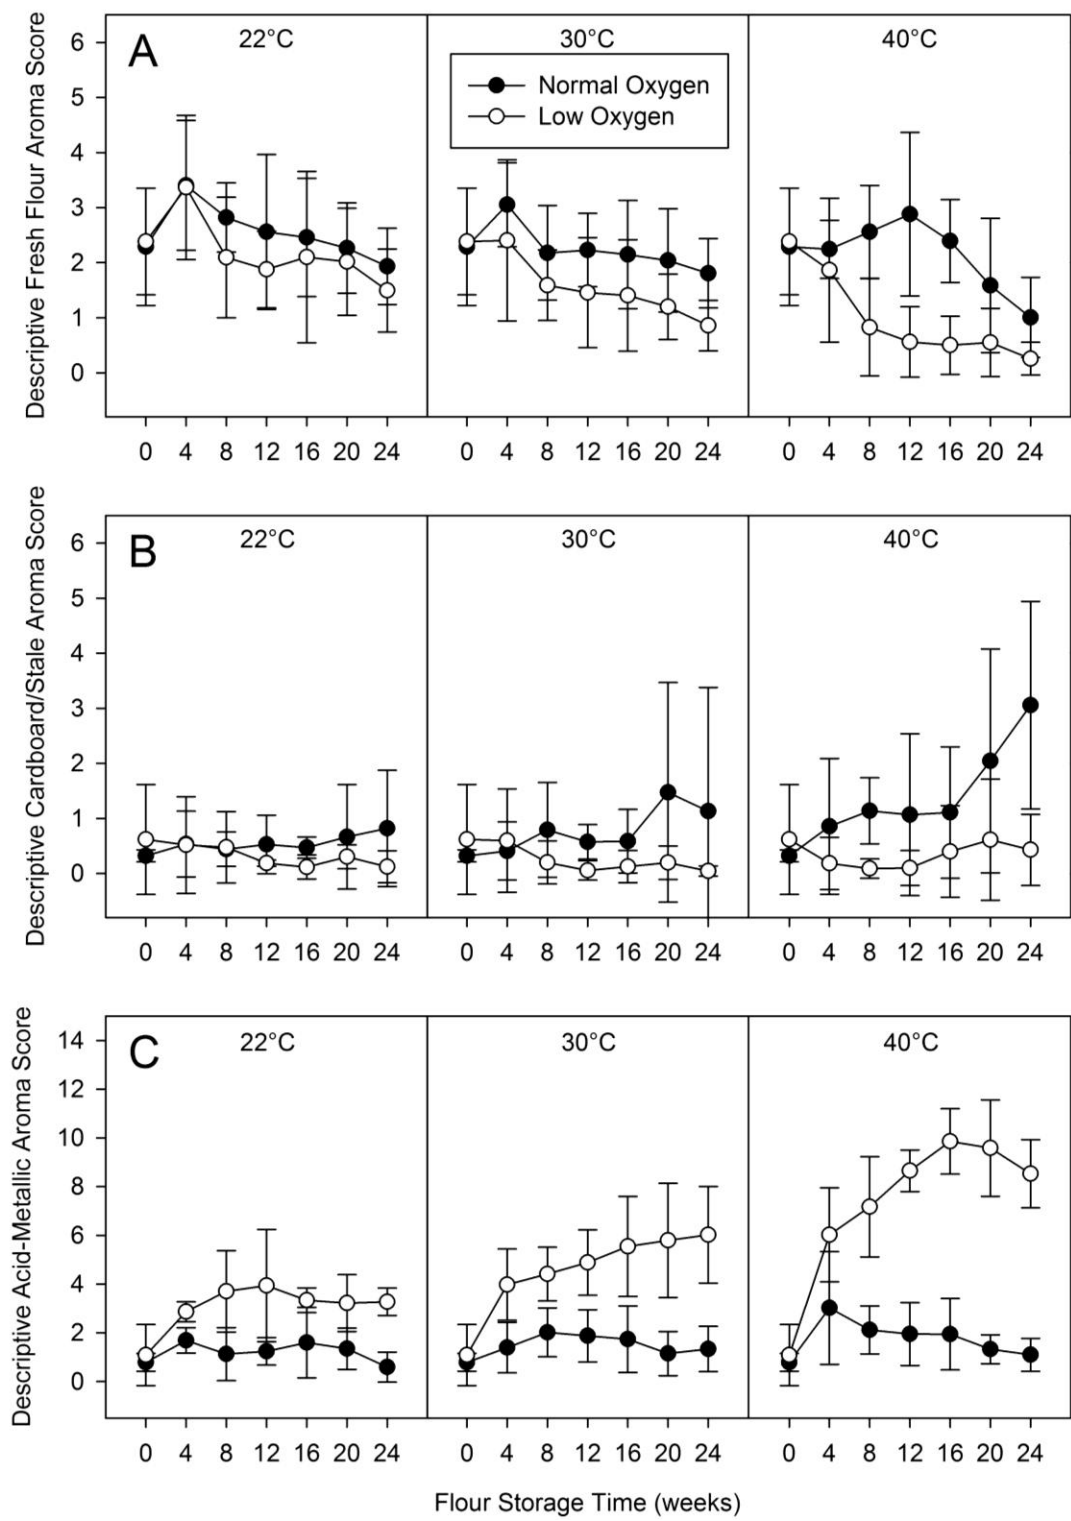 Descriptive Fresh Flour Aroma Score
A
22°C
30°C
40°C
Normal Oxygen
Low Oxygen
6
5
4
3
2
1
0
0 4 8 12 16 20 24
0 4 8 12 16 20 24
0 4 8 12 16 20 24
Descriptive Cardboard/Stale Aroma Score
B
22°C
30°C
40°C
6
5
4
3
2
1
0
0 4 8 12 16 20 24
0 4 8 12 16 20 24
0 4 8 12 16 20 24
Descriptive Acid-Metallic Aroma Score
C
22°C
30°C
40°C
14
12
10
8
6
4
2
0
0 4 8 12 16 20 24
0 4 8 12 16 20 24
0 4 8 12 16 20 24
Flour Storage Time (weeks)